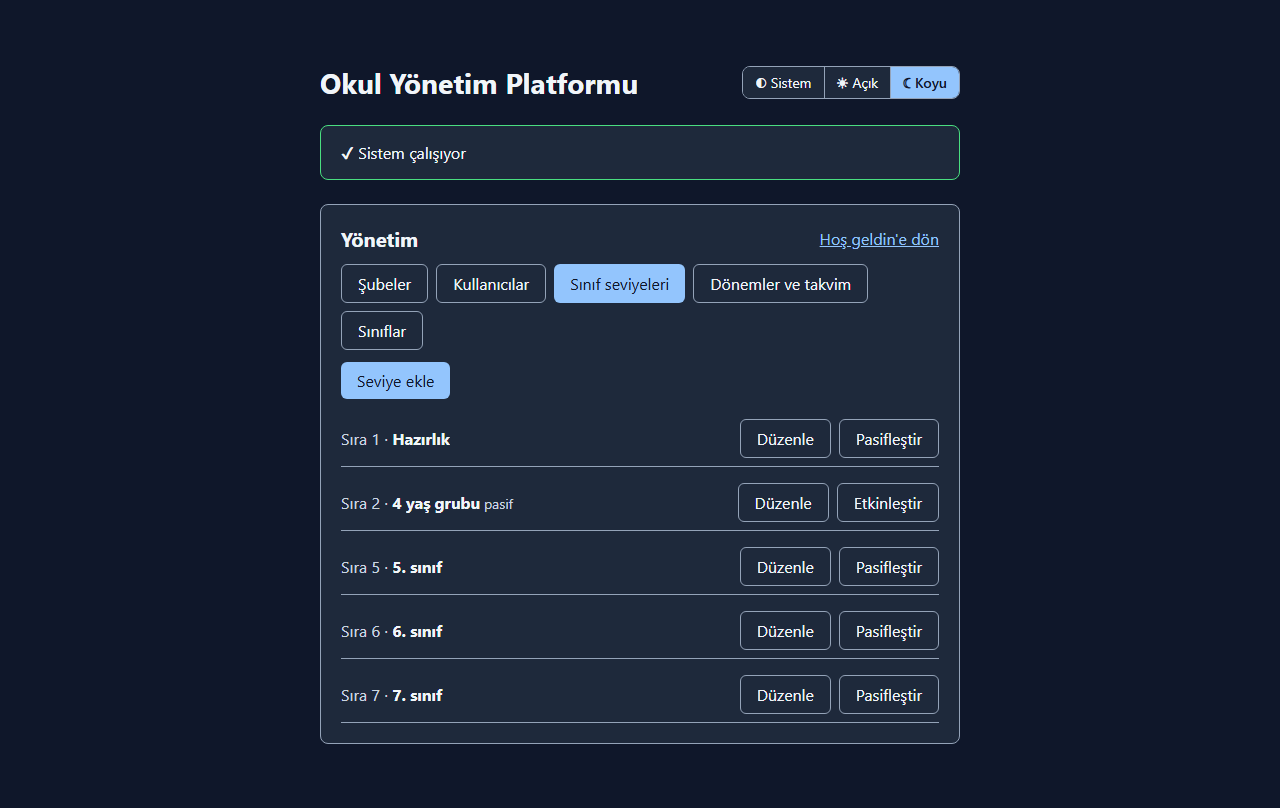 Okul Yönetim Platformu
◐ Sistem ☀ Açık ☾ Koyu
✓ Sistem çalışıyor
Yönetim Hoş geldin'e dön
Şubeler Kullanıcılar Sınıf seviyeleri Dönemler ve takvim
Sınıflar
Seviye ekle
Sıra 1 · Hazırlık Düzenle Pasifleştir
Sıra 2 · 4 yaş grubu pasif Düzenle Etkinleştir
Sıra 5 · 5. sınıf Düzenle Pasifleştir
Sıra 6 · 6. sınıf Düzenle Pasifleştir
Sıra 7 · 7. sınıf Düzenle Pasifleştir